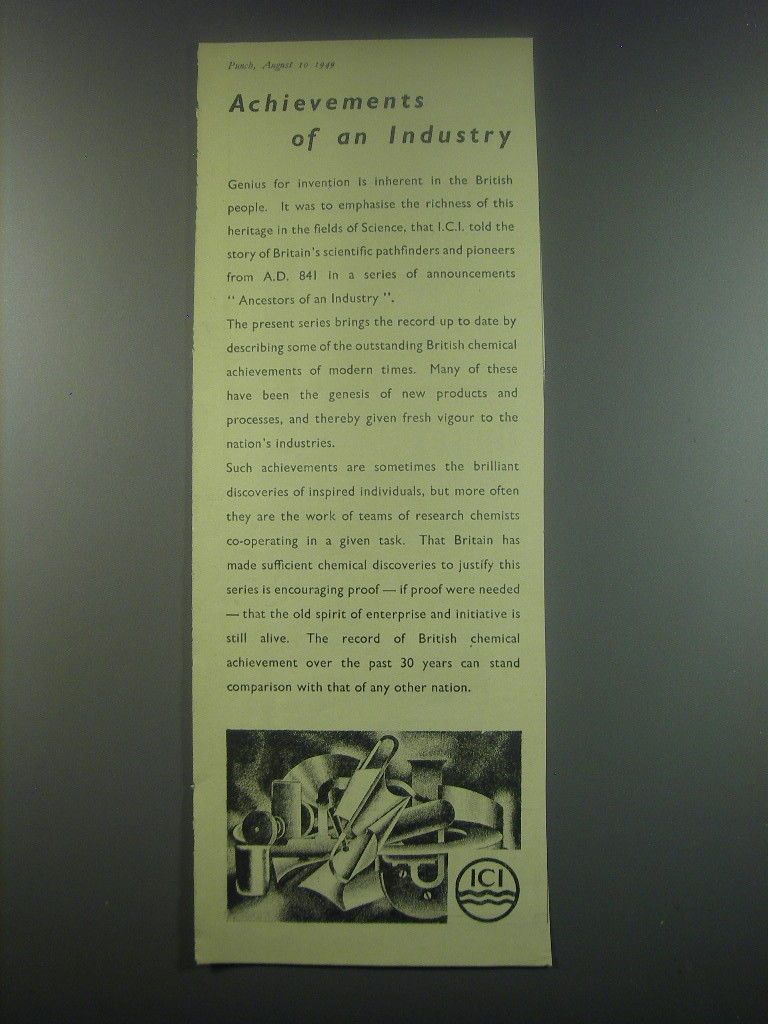 Punch, August 10 1949
Achievements
of an Industry
Genius for invention is inherent in the British
people. It was to emphasise the richness of this
heritage in the fields of Science, that I.C.I. told the
story of Britain's scientific pathfinders and pioneers
from A.D. 841 in a series of announcements
" Ancestors of an Industry ".
The present series brings the record up to date by
describing some of the outstanding British chemical
achievements of modern times. Many of these
have been the genesis of new products and
processes, and thereby given fresh vigour to the
nation's industries.
Such achievements are sometimes the brilliant
discoveries of inspired individuals, but more often
they are the work of teams of research chemists
co-operating in a given task. That Britain has
made sufficient chemical discoveries to justify this
series is encouraging proof — if proof were needed
— that the old spirit of enterprise and initiative is
still alive. The record of British chemical
achievement over the past 30 years can stand
comparison with that of any other nation.
ICI